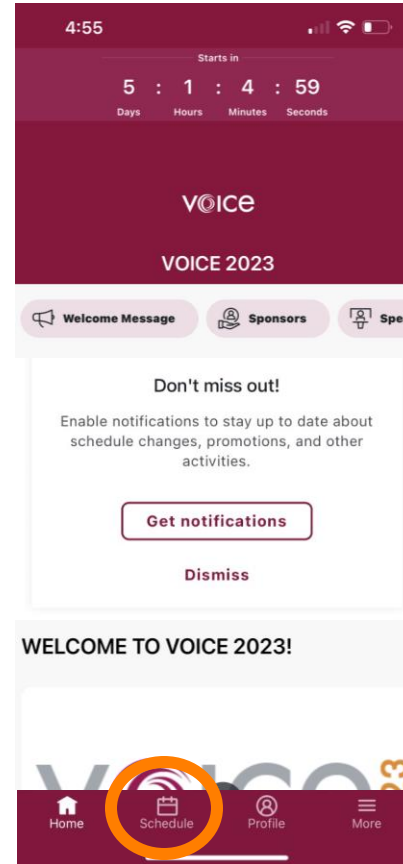 4:55
Starts in
5 : 1 : 4 : 59
Days Hours Minutes Seconds
VOICE
VOICE 2023
Welcome Message Sponsors Spe
Don't miss out!
Enable notifications to stay up to date about
schedule changes, promotions, and other
activities.
Get notifications
Dismiss
WELCOME TO VOICE 2023!
VOICE 23
Home Schedule Profile More